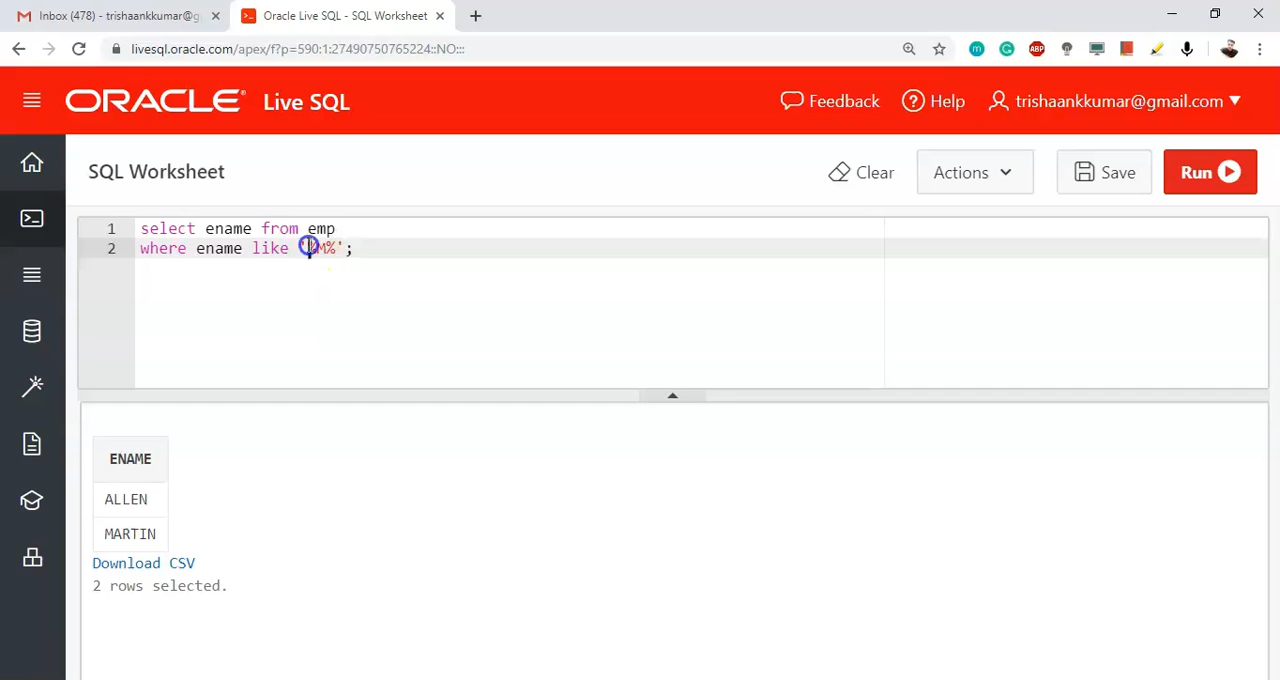 Inbox (478) - trishaankkumar@g
Oracle Live SQL - SQL Worksheet
livesql.oracle.com/apex/f?p=590:1:27490750765224::NO:::
ABP
ORACLE Live SQL
Feedback
Help
trishaankkumar@gmail.com
SQL Worksheet
Clear
Actions
Save
Run
1 select ename from emp
2 where ename like '%M%';
ENAME
ALLEN
MARTIN
Download CSV
2 rows selected.